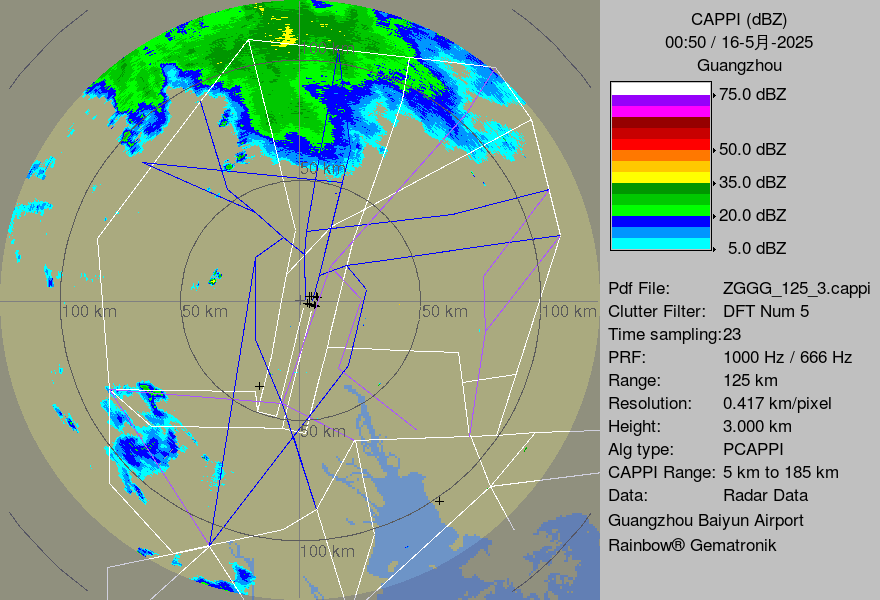 CAPPI (dBZ)
00:50 / 16-5月-2025
Guangzhou
75.0 dBZ
50.0 dBZ
35.0 dBZ
20.0 dBZ
5.0 dBZ
Pdf File: ZGGG_125_3.cappi
Clutter Filter: DFT Num 5
Time sampling:23
PRF: 1000 Hz / 666 Hz
Range: 125 km
Resolution: 0.417 km/pixel
Height: 3.000 km
Alg type: PCAPPI
CAPPI Range: 5 km to 185 km
Data: Radar Data
Guangzhou Baiyun Airport
Rainbow® Gematronik
100 km
50 km
100 km
50 km
50 km
100 km
50 km
100 km